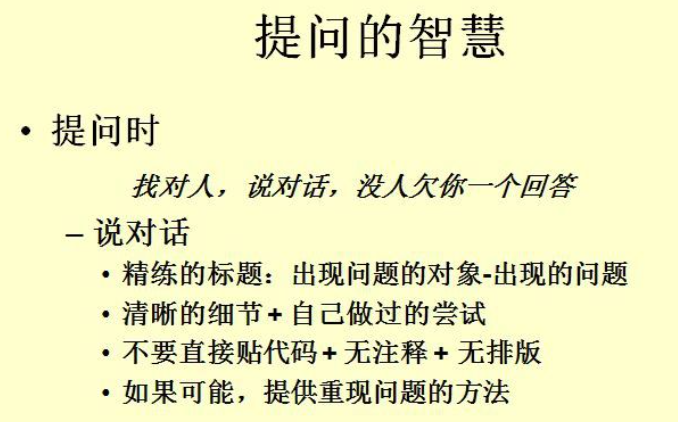 提问的智慧
• 提问时
找对人，说对话，没人欠你一个回答
– 说对话
• 精练的标题：出现问题的对象-出现的问题
• 清晰的细节+自己做过的尝试
• 不要直接贴代码+无注释+无排版
• 如果可能，提供重现问题的方法